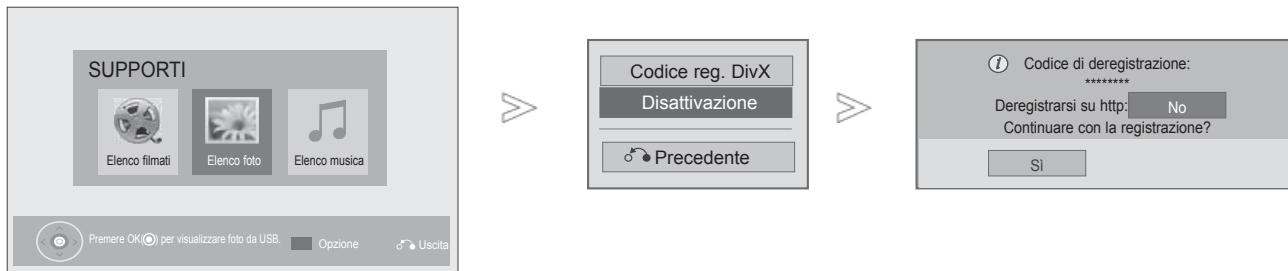 SUPPORTI
Elenco filmati
Elenco foto
Elenco musica
Premere OK(◉) per visualizzare foto da USB.
Opzione
Uscita
Codice reg. DivX
Disattivazione
Precedente
Codice di deregistrazione:
********
Deregistrarsi su http:
No
Continuare con la registrazione?
Sì